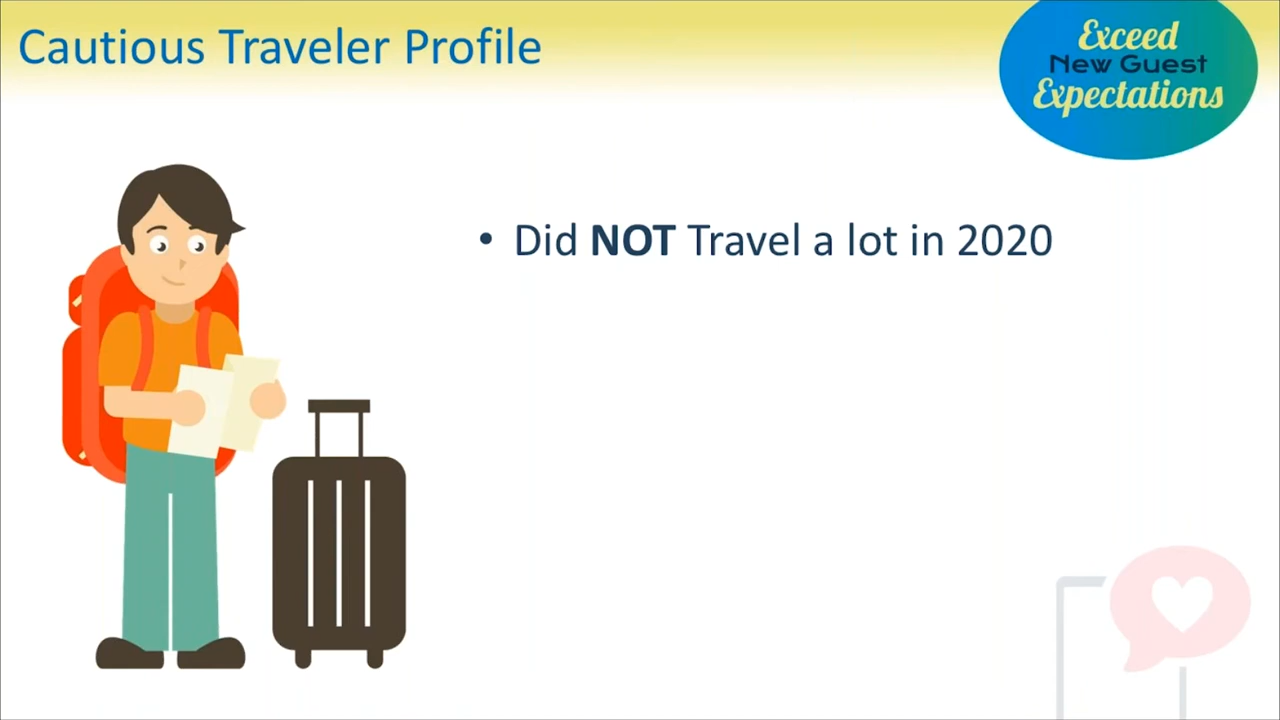 Cautious Traveler Profile
Exceed
New Guest
Expectations
• Did NOT Travel a lot in 2020